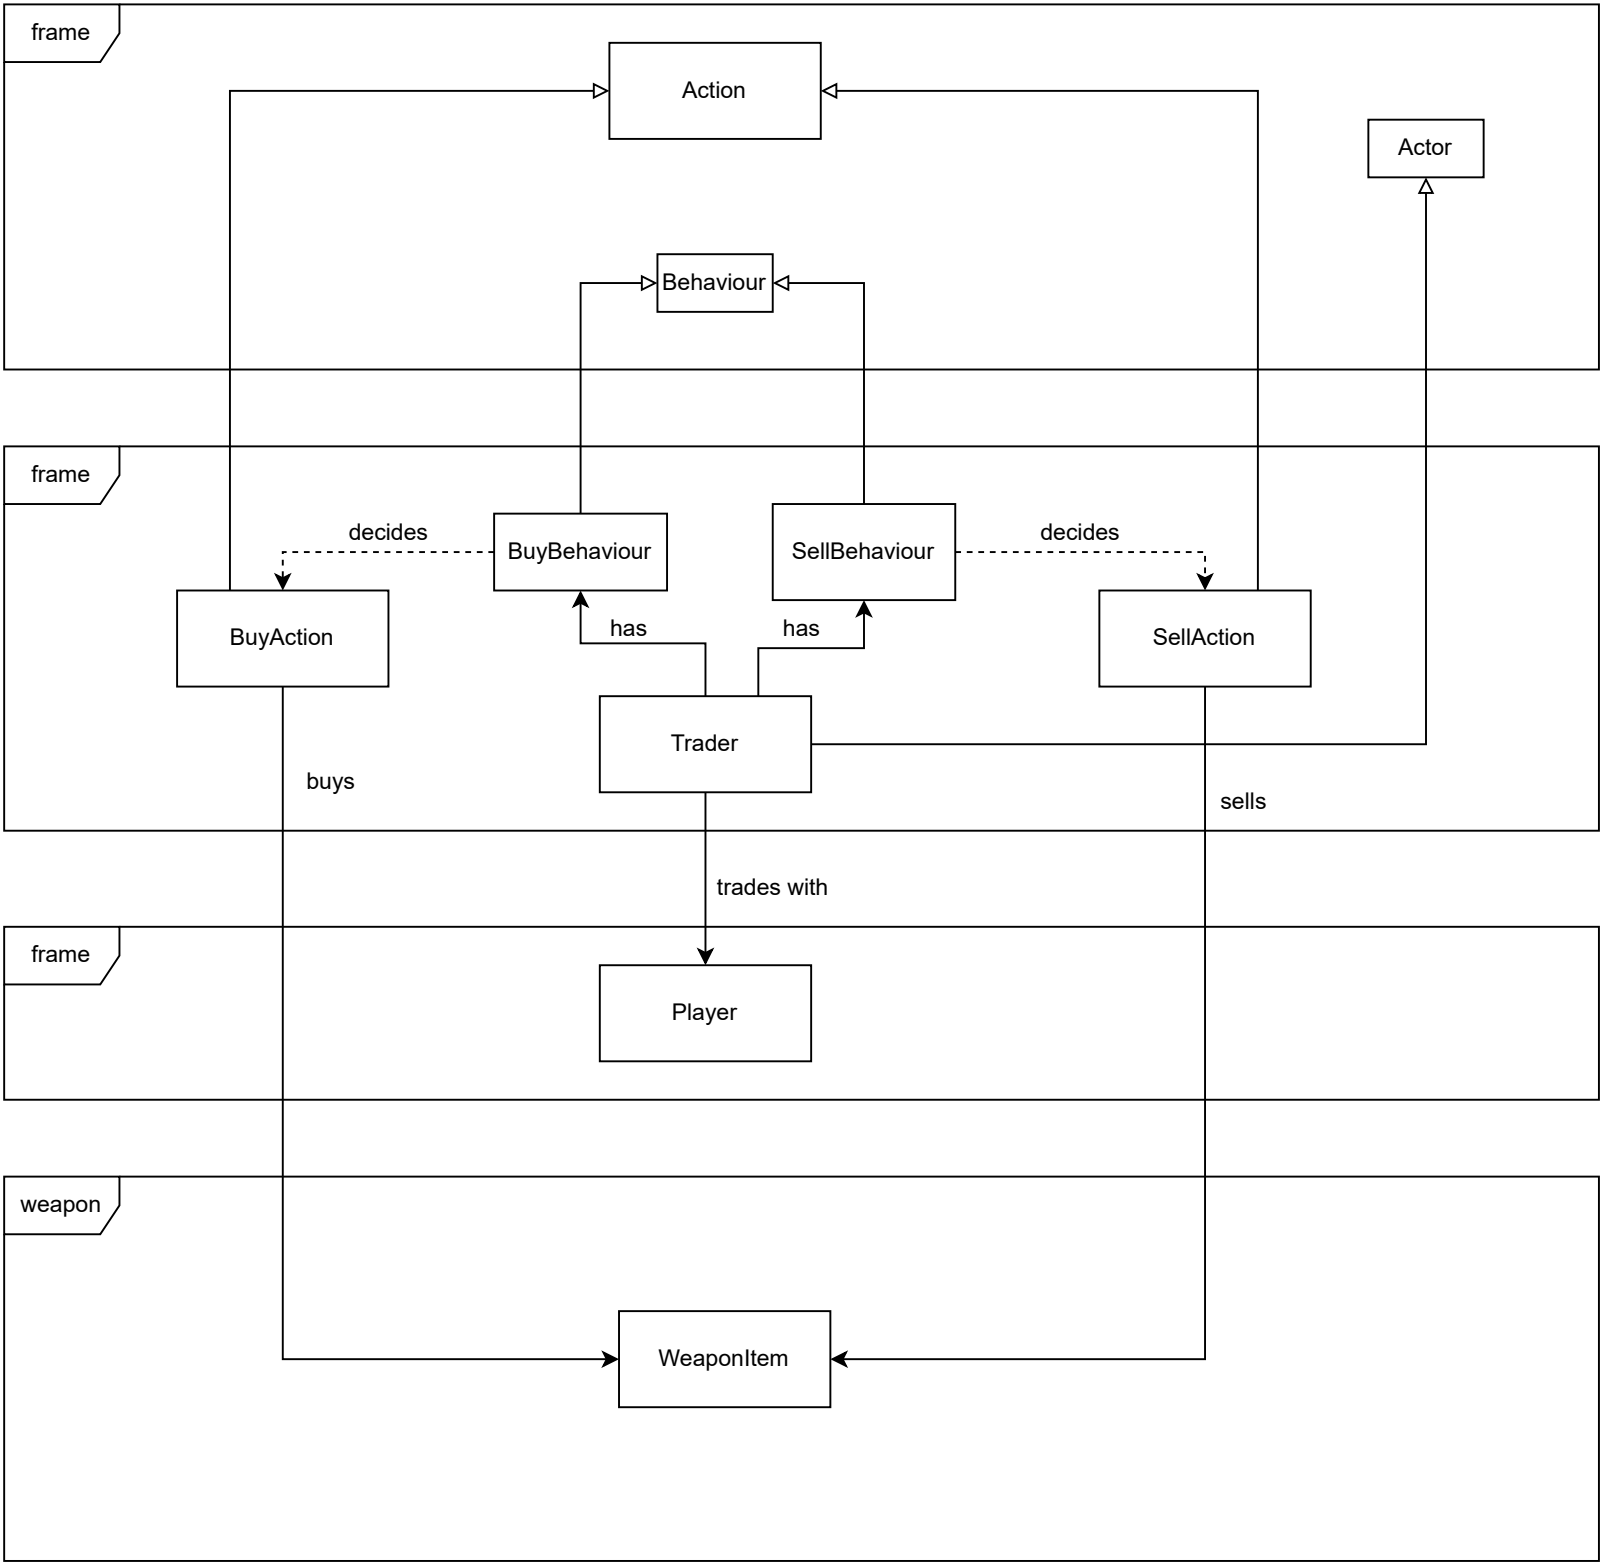 frame
Action
Actor
Behaviour
frame
decides
BuyBehaviour
SellBehaviour
decides
BuyAction
has
has
SellAction
Trader
buys
sells
trades with
frame
Player
weapon
WeaponItem